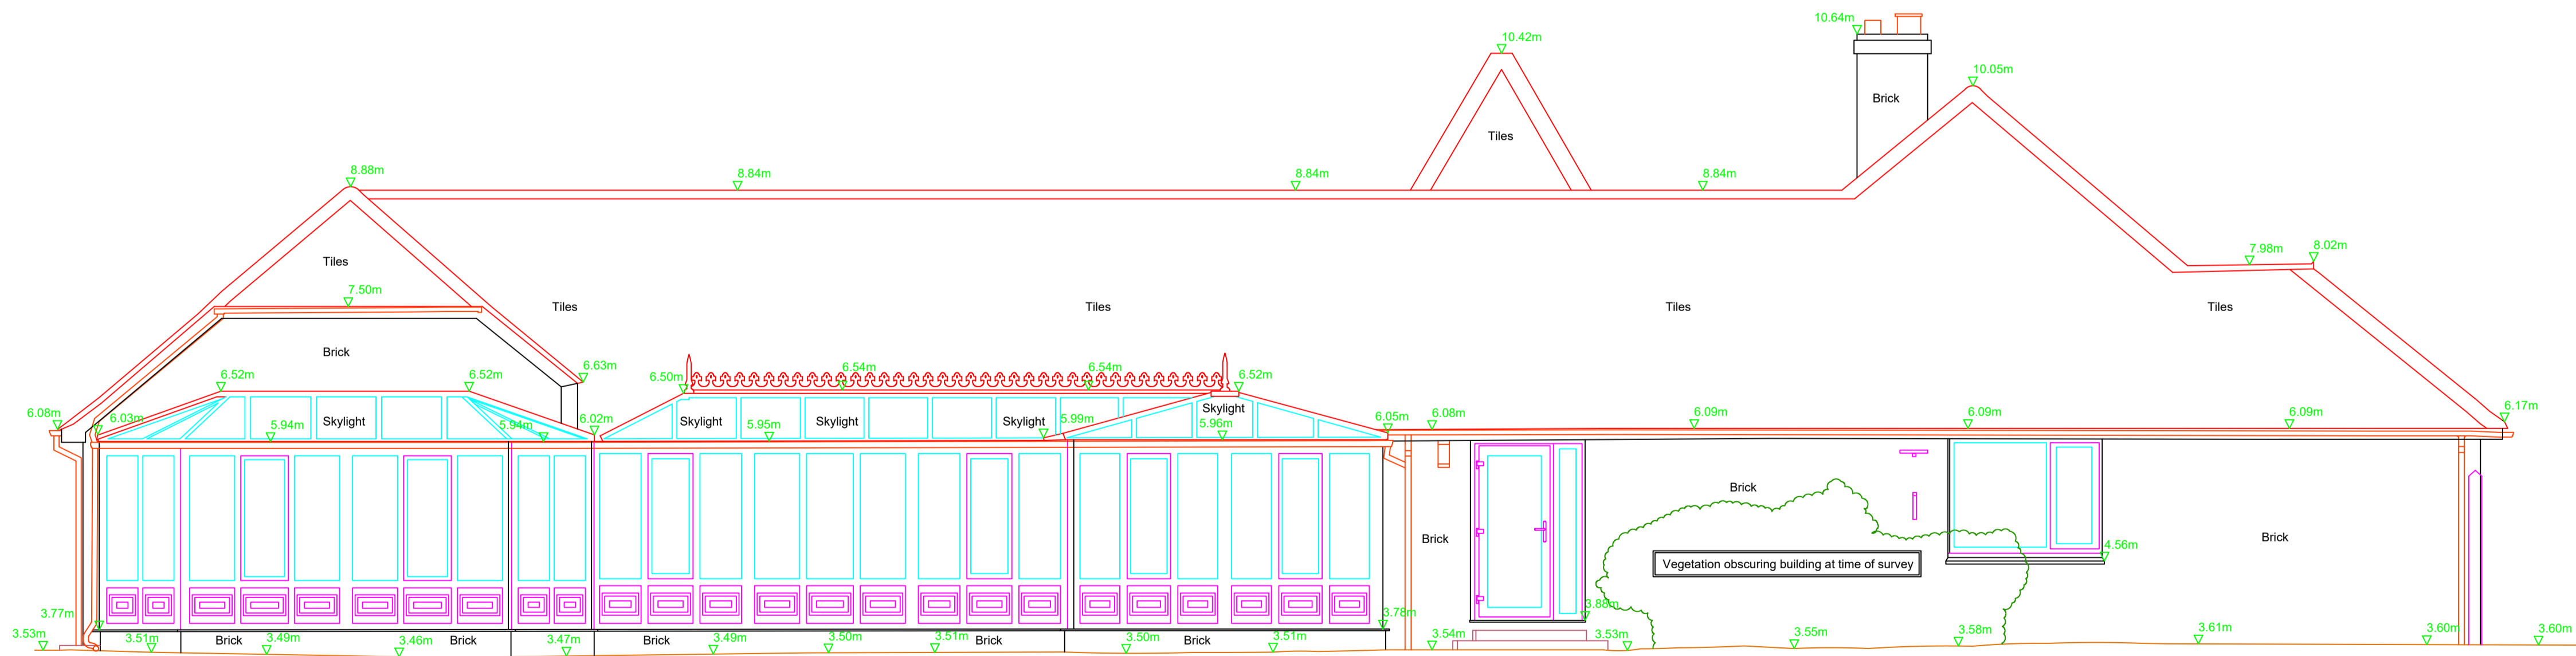 10.64m
10.42m
10.05m
Brick
Tiles
8.88m
8.84m
8.84m
8.84m
8.02m
7.98m
Tiles
7.50m
Tiles
Tiles
Tiles
Tiles
Brick
6.52m
6.52m
6.63m
6.50m
6.54m
6.54m
6.52m
6.08m
6.03m
5.94m
Skylight
5.94m
6.02m
Skylight
5.95m
Skylight
Skylight
5.99m
Skylight
5.96m
6.05m
6.08m
6.09m
6.09m
6.09m
6.17m
Brick
Brick
Brick
4.56m
Vegetation obscuring building at time of survey
3.77m
3.78m
3.88m
3.53m
3.51m
Brick
3.49m
3.46m
Brick
3.47m
Brick
3.49m
3.50m
3.51m
Brick
3.50m
Brick
3.51m
3.54m
3.53m
3.55m
3.58m
3.61m
3.60m
3.60m